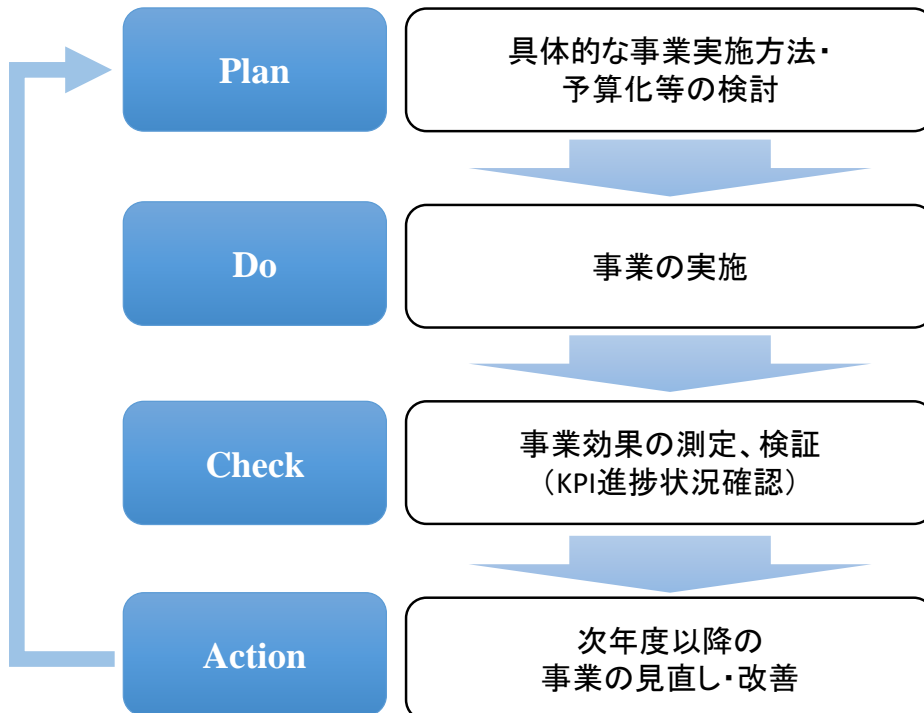 Plan
具体的な事業実施方法・
予算化等の検討
Do
事業の実施
Check
事業効果の測定、検証
（KPI進捗状況確認）
Action
次年度以降の
事業の見直し・改善